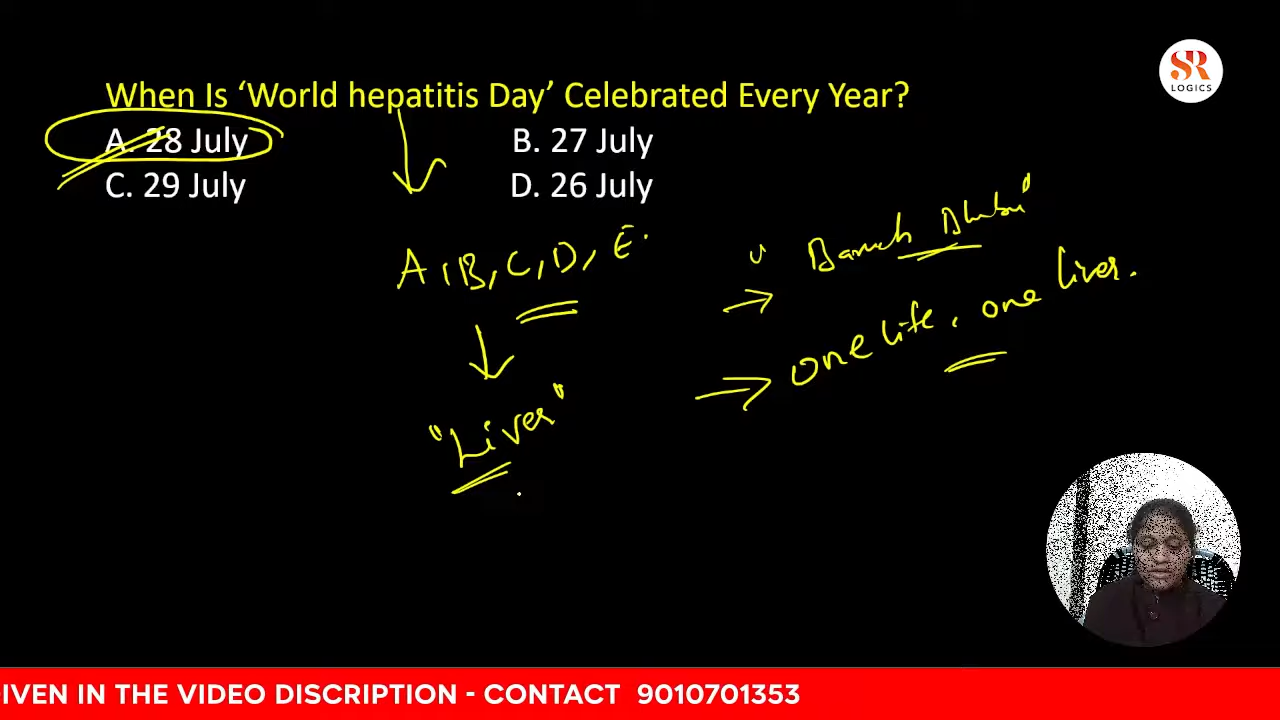 SR
LOGICS
When Is ‘World hepatitis Day’ Celebrated Every Year?
A. 28 July
B. 27 July
C. 29 July
D. 26 July
A, B, C, D, E.
"Liver"
Baruch
one life, one liver.
IVEN IN THE VIDEO DISCRIPTION - CONTACT 9010701353